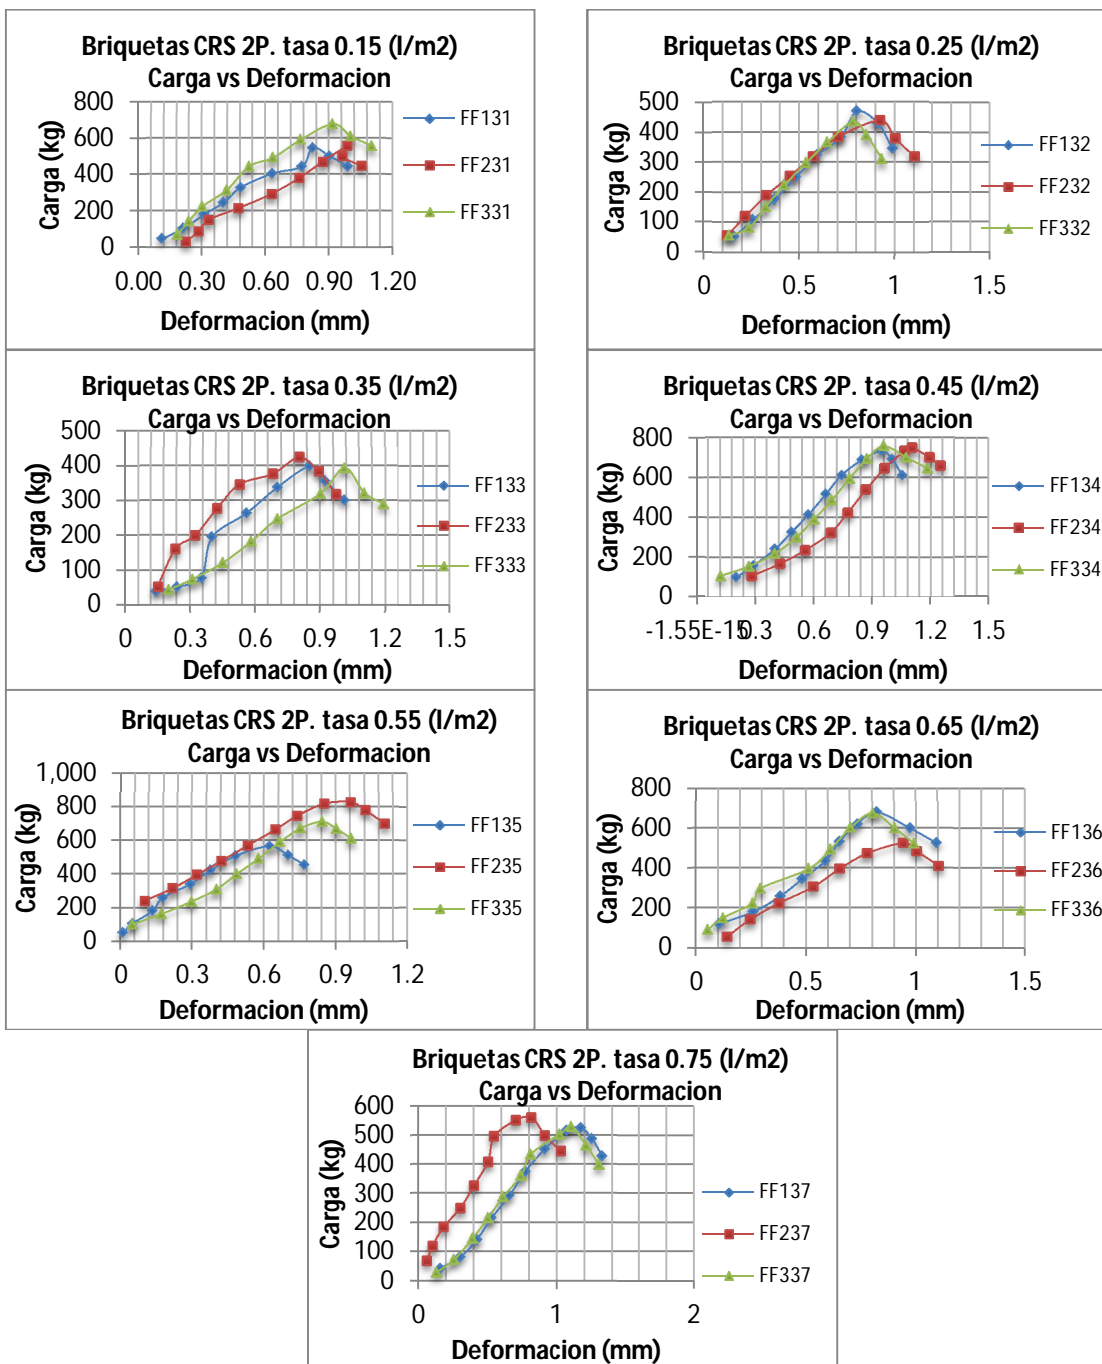 Briquetas CRS 2P. tasa 0.15 (l/m2)
Carga vs Deformacion
800
600
400
200
0
0.00 0.30 0.60 0.90 1.20
Carga (kg)
Deformacion (mm)
FF131
FF231
FF331
Briquetas CRS 2P. tasa 0.25 (l/m2)
Carga vs Deformacion
500
400
300
200
100
0
0 0.5 1 1.5
Carga (kg)
Deformacion (mm)
FF132
FF232
FF332
Briquetas CRS 2P. tasa 0.35 (l/m2)
Carga vs Deformacion
500
400
300
200
100
0
0 0.3 0.6 0.9 1.2 1.5
Carga (kg)
Deformacion (mm)
FF133
FF233
FF333
Briquetas CRS 2P. tasa 0.45 (l/m2)
Carga vs Deformacion
800
600
400
200
0
-1.55E-15 0.3 0.6 0.9 1.2 1.5
Carga (kg)
Deformacion (mm)
FF134
FF234
FF334
Briquetas CRS 2P. tasa 0.55 (l/m2)
Carga vs Deformacion
1,000
800
600
400
200
0
0 0.3 0.6 0.9 1.2
Carga (kg)
Deformacion (mm)
FF135
FF235
FF335
Briquetas CRS 2P. tasa 0.65 (l/m2)
Carga vs Deformacion
800
600
400
200
0
0 0.5 1 1.5
Carga (kg)
Deformacion (mm)
FF136
FF236
FF336
Briquetas CRS 2P. tasa 0.75 (l/m2)
Carga vs Deformacion
600
500
400
300
200
100
0
0 1 2
Carga (kg)
Deformacion (mm)
FF137
FF237
FF337